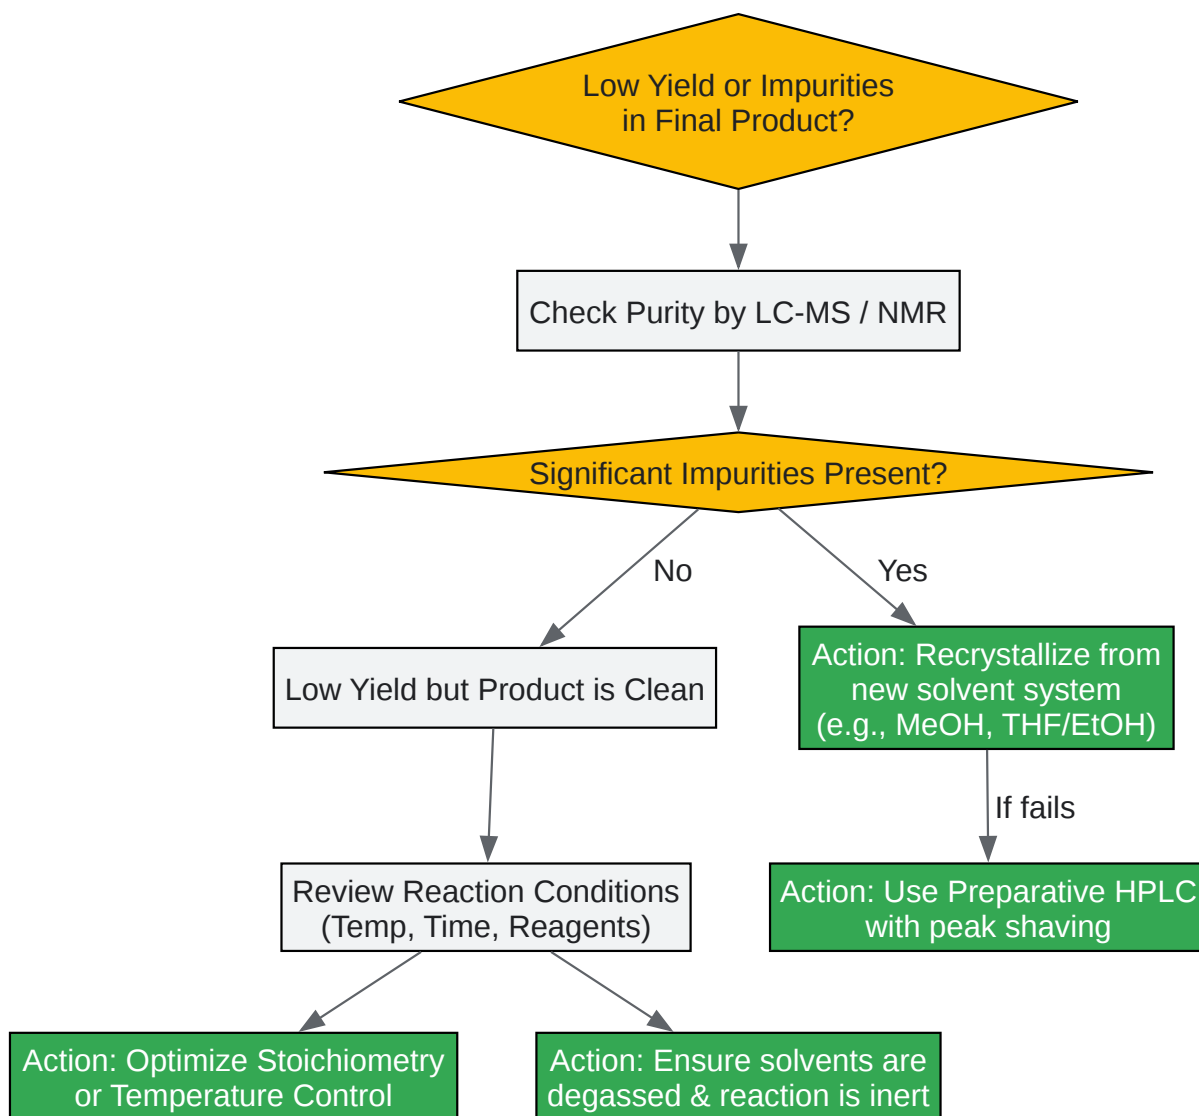 Low Yield or Impurities
in Final Product?
Check Purity by LC-MS / NMR
Significant Impurities Present?
No
Yes
Low Yield but Product is Clean
Action: Recrystallize from
new solvent system
(e.g., MeOH, THF/EtOH)
If fails
Review Reaction Conditions
(Temp, Time, Reagents)
Action: Use Preparative HPLC
with peak shaving
Action: Optimize Stoichiometry
or Temperature Control
Action: Ensure solvents are
degassed & reaction is inert